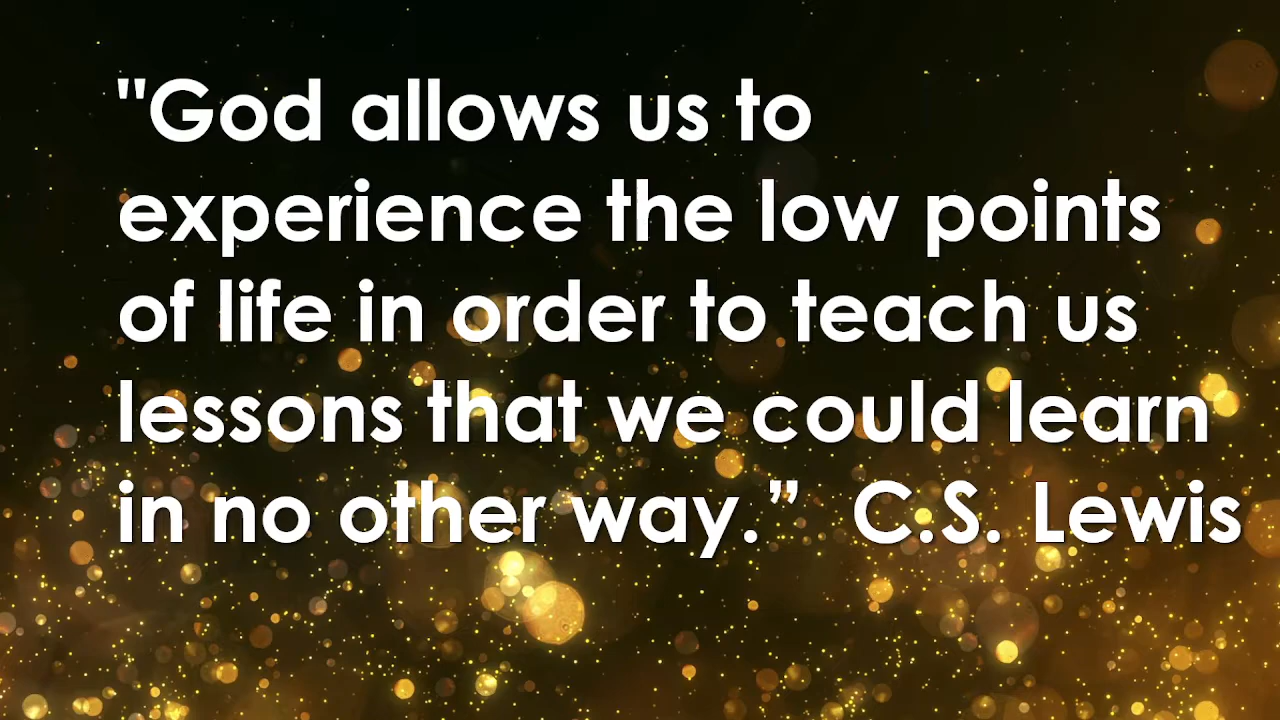 "God allows us to
experience the low points
of life in order to teach us
lessons that we could learn
in no other way.”  C.S. Lewis